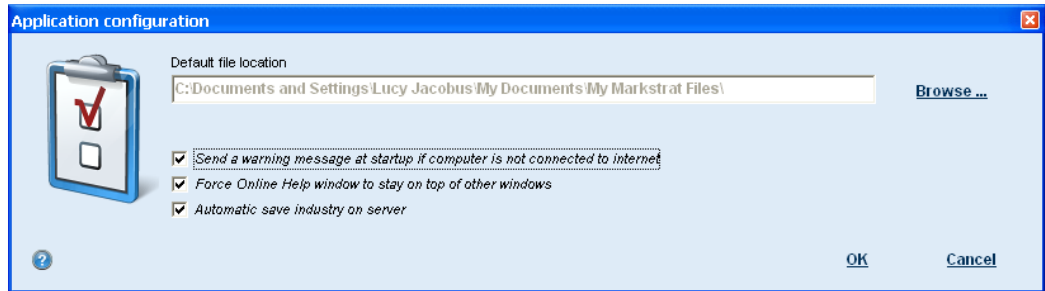 Application configuration
Default file location
C:\Documents and Settings\Lucy Jacobus\My Documents\My Markstrat Files\
Browse ...
Send a warning message at startup if computer is not connected to internet
Force Online Help window to stay on top of other windows
Automatic save industry on server
?
OK
Cancel